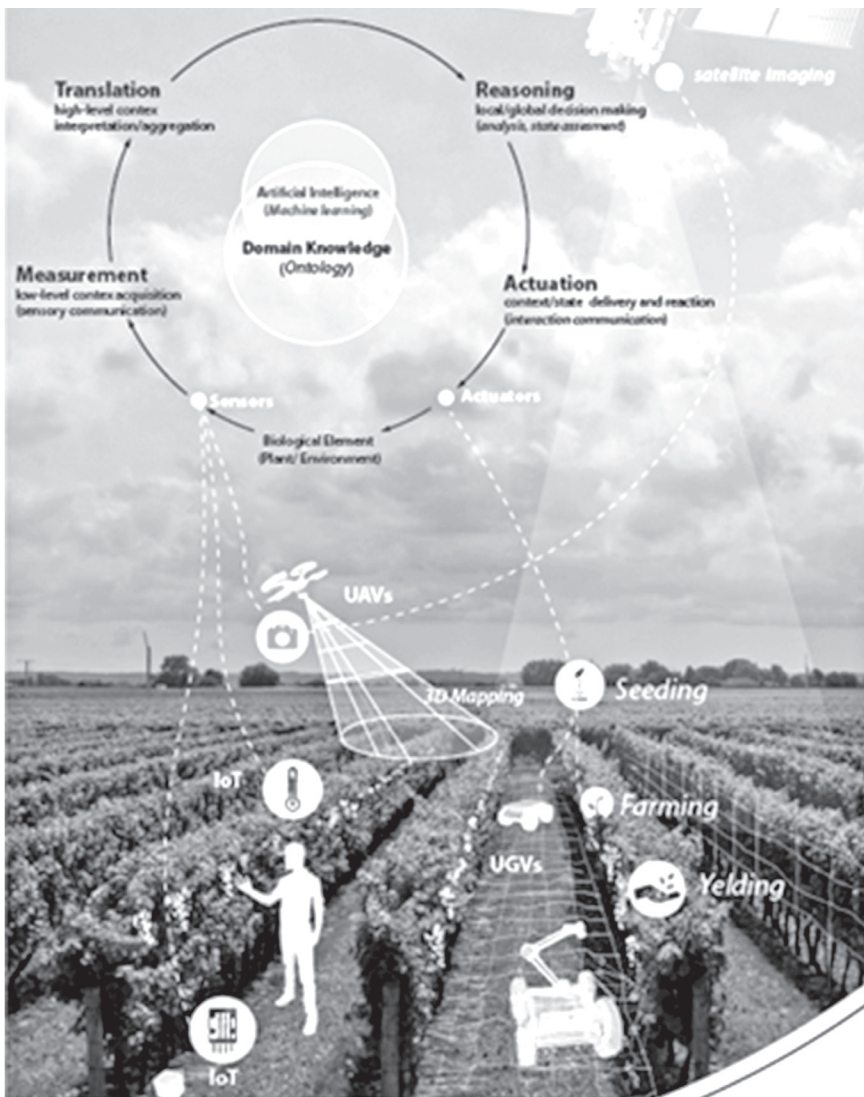 Translation
high-level contex
interpretation/aggregation
Reasoning
local/global decision making
(analysis, state assesment)
satellite imaging
Artificial Intelligence
(Machine learning)
Domain Knowledge
(Ontology)
Measurement
low-level contex acquisition
(sensory communication)
Actuation
context/state delivery and reaction
(interaction communication)
Sensors
Actuators
Biological Element
(Plant/ Environment)
UAVs
3D Mapping
Seeding
IoT
Farming
UGVs
Yelding
IoT